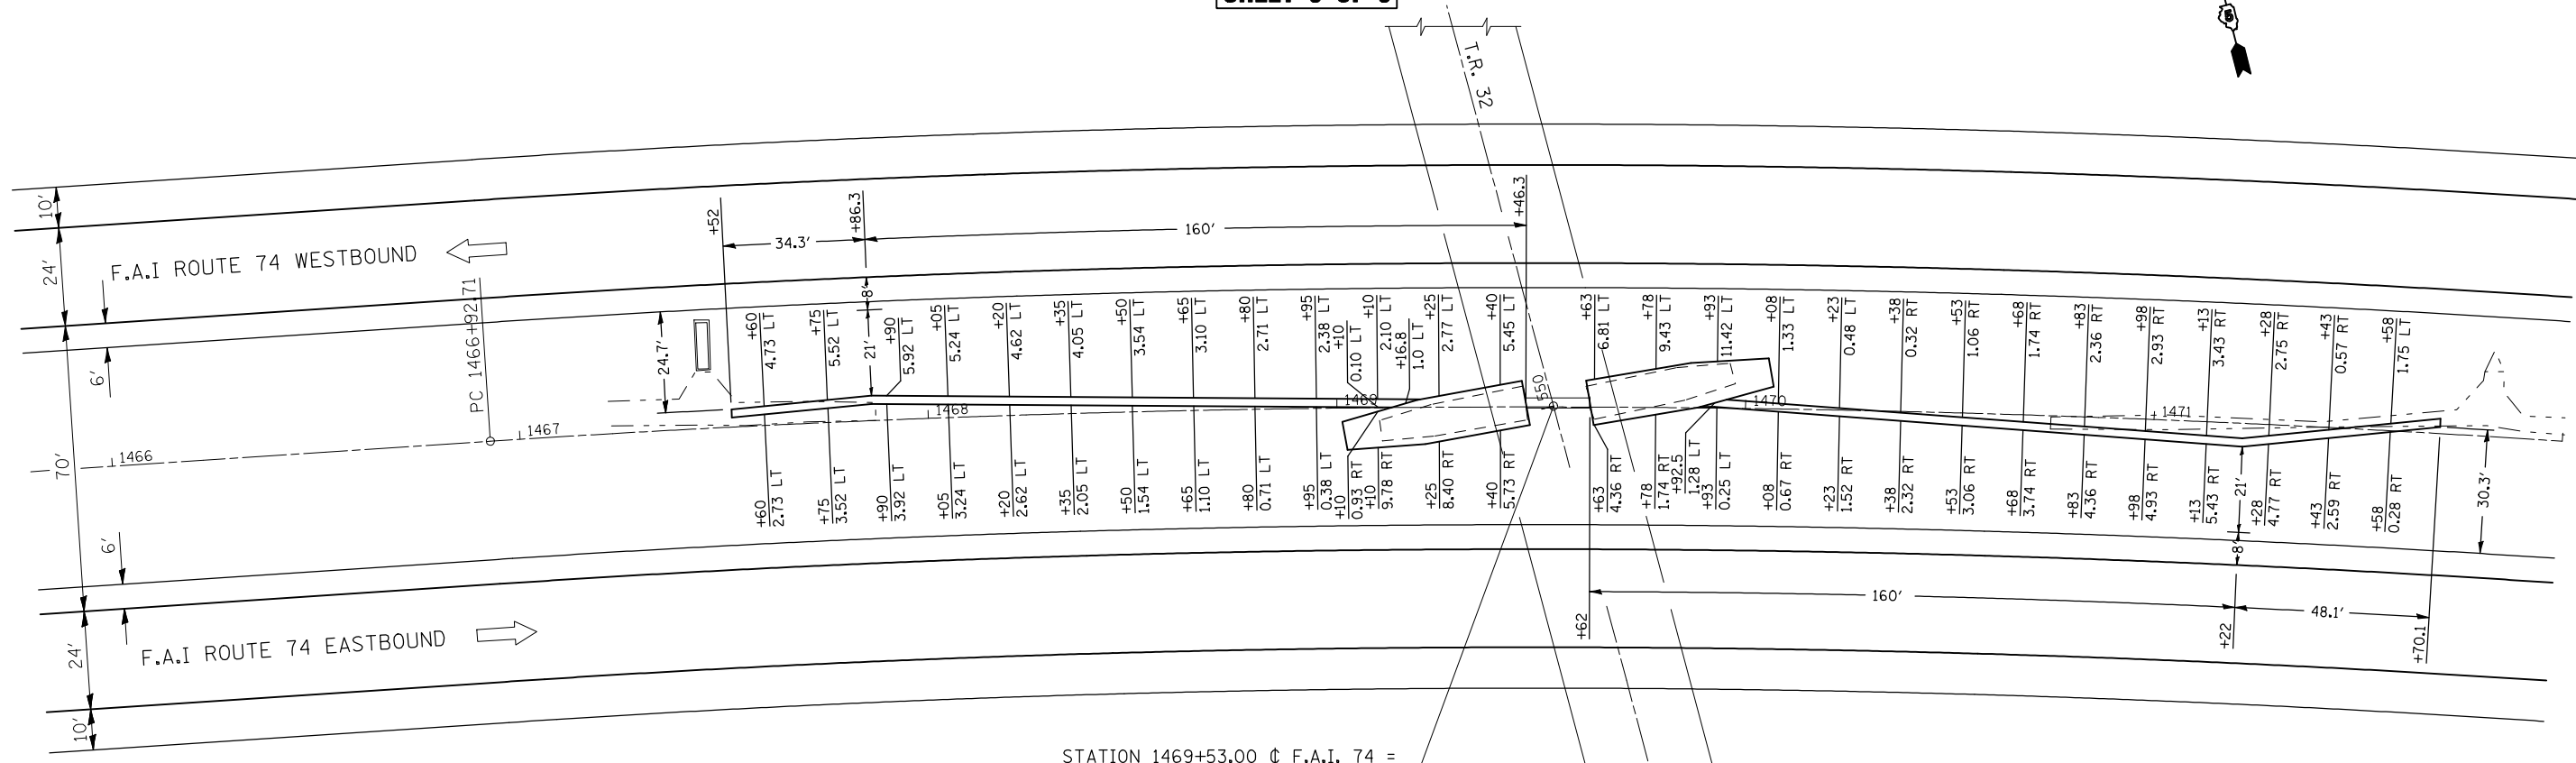 T.R. 32
5
10'
24'
F.A.I ROUTE 74 WESTBOUND
6'
70'
PC 1466+92.71
+52
34.3'
+86.3
160'
+46.3
8'
21'
24.7'
+60
4.73 LT
+75
5.52 LT
+90
5.92 LT
+05
5.24 LT
+20
4.62 LT
+35
4.05 LT
+50
3.54 LT
+65
3.10 LT
+80
2.71 LT
+95
2.38 LT
+10
0.10 LT
+10
2.10 LT
+16.8
1.0 LT
+25
2.77 LT
+40
5.45 LT
+63
6.81 LT
+78
9.43 LT
+93
11.42 LT
+08
1.33 LT
+23
0.48 LT
+38
0.32 RT
+53
1.06 RT
+68
1.74 RT
+83
2.36 RT
+98
2.93 RT
+13
3.43 RT
+28
2.75 RT
+43
0.57 RT
+58
1.75 LT
1466
1467
1468
1469
550
1470
1471
+60
2.73 LT
+75
3.52 LT
+90
3.92 LT
+05
3.24 LT
+20
2.62 LT
+35
2.05 LT
+50
1.54 LT
+65
1.10 LT
+80
0.71 LT
+95
0.38 LT
+10
0.93 RT
+10
9.78 RT
+25
8.40 RT
+40
5.73 RT
+63
4.36 RT
+78
1.74 RT
+92.5
1.28 LT
+93
0.25 LT
+08
0.67 RT
+23
1.52 RT
+38
2.32 RT
+53
3.06 RT
+68
3.74 RT
+83
4.36 RT
+98
4.93 RT
+13
5.43 RT
+28
4.77 RT
+43
2.59 RT
+58
0.28 RT
21'
8'
30.3'
6'
24'
F.A.I ROUTE 74 EASTBOUND
10'
+62
160'
+22
48.1'
+70.1
STATION 1469+53.00 ℄ F.A.I. 74 =